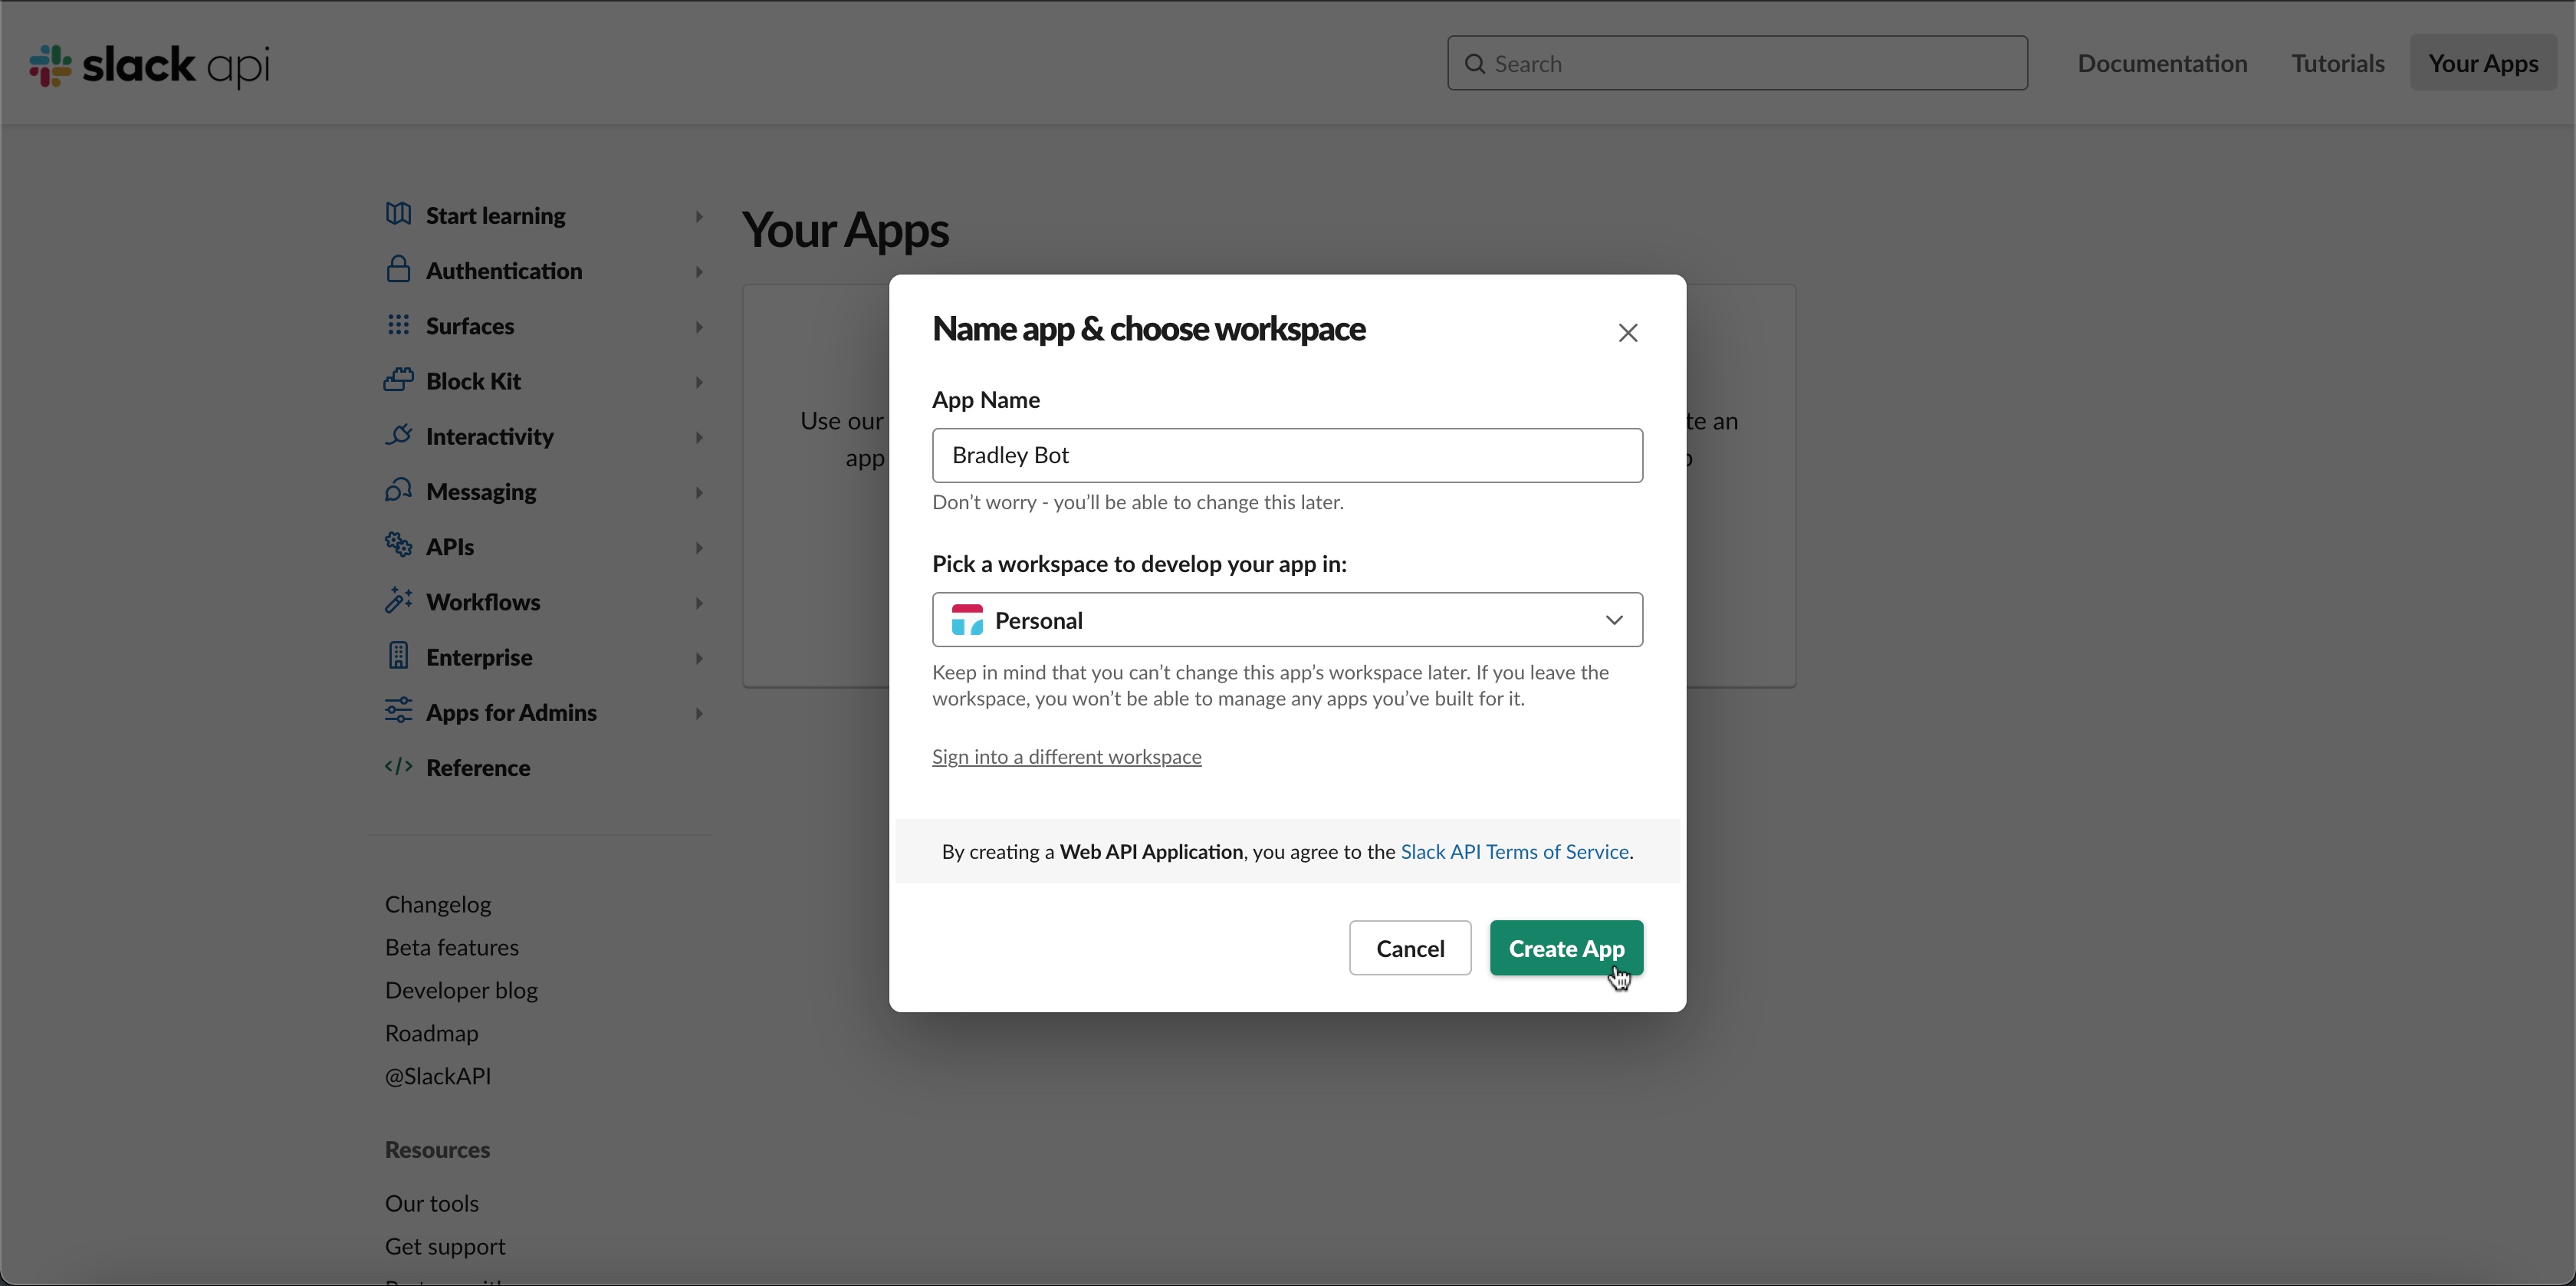 slack api
Search
Documentation
Tutorials
Your Apps
Start learning
Authentication
Surfaces
Block Kit
Interactivity
Messaging
APIs
Workflows
Enterprise
Apps for Admins
Reference
Changelog
Beta features
Developer blog
Roadmap
@SlackAPI
Resources
Our tools
Get support
Your Apps
Use our
app
te an
Name app & choose workspace
App Name
Bradley Bot
Don’t worry - you’ll be able to change this later.
Pick a workspace to develop your app in:
Personal
Keep in mind that you can’t change this app’s workspace later. If you leave the
workspace, you won’t be able to manage any apps you’ve built for it.
Sign into a different workspace
By creating a Web API Application, you agree to the Slack API Terms of Service.
Cancel
Create App